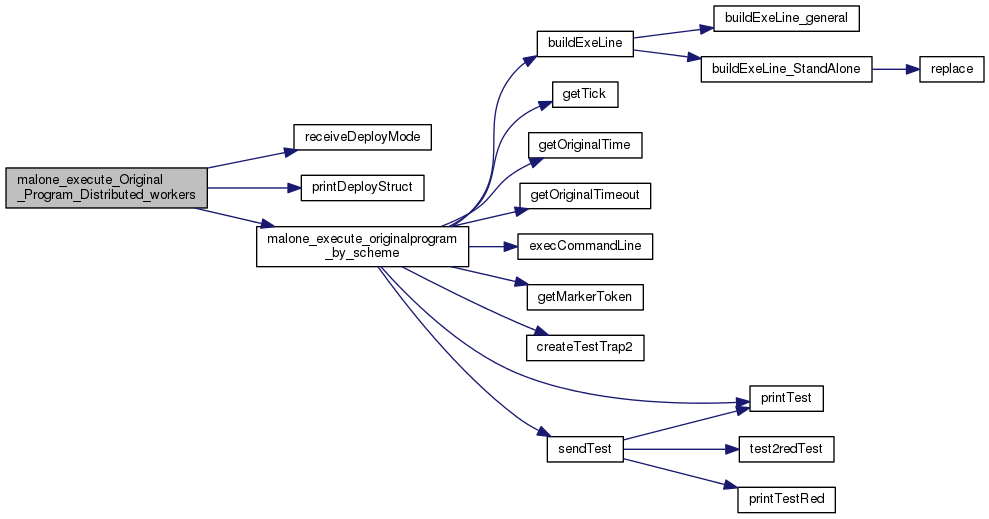 malone_execute_Original
_Program_Distributed_workers
receiveDeployMode
printDeployStruct
malone_execute_originalprogram
_by_scheme
buildExeLine
getTick
getOriginalTime
getOriginalTimeout
execCommandLine
getMarkerToken
createTestTrap2
sendTest
buildExeLine_general
buildExeLine_StandAlone
replace
printTest
test2redTest
printTestRed